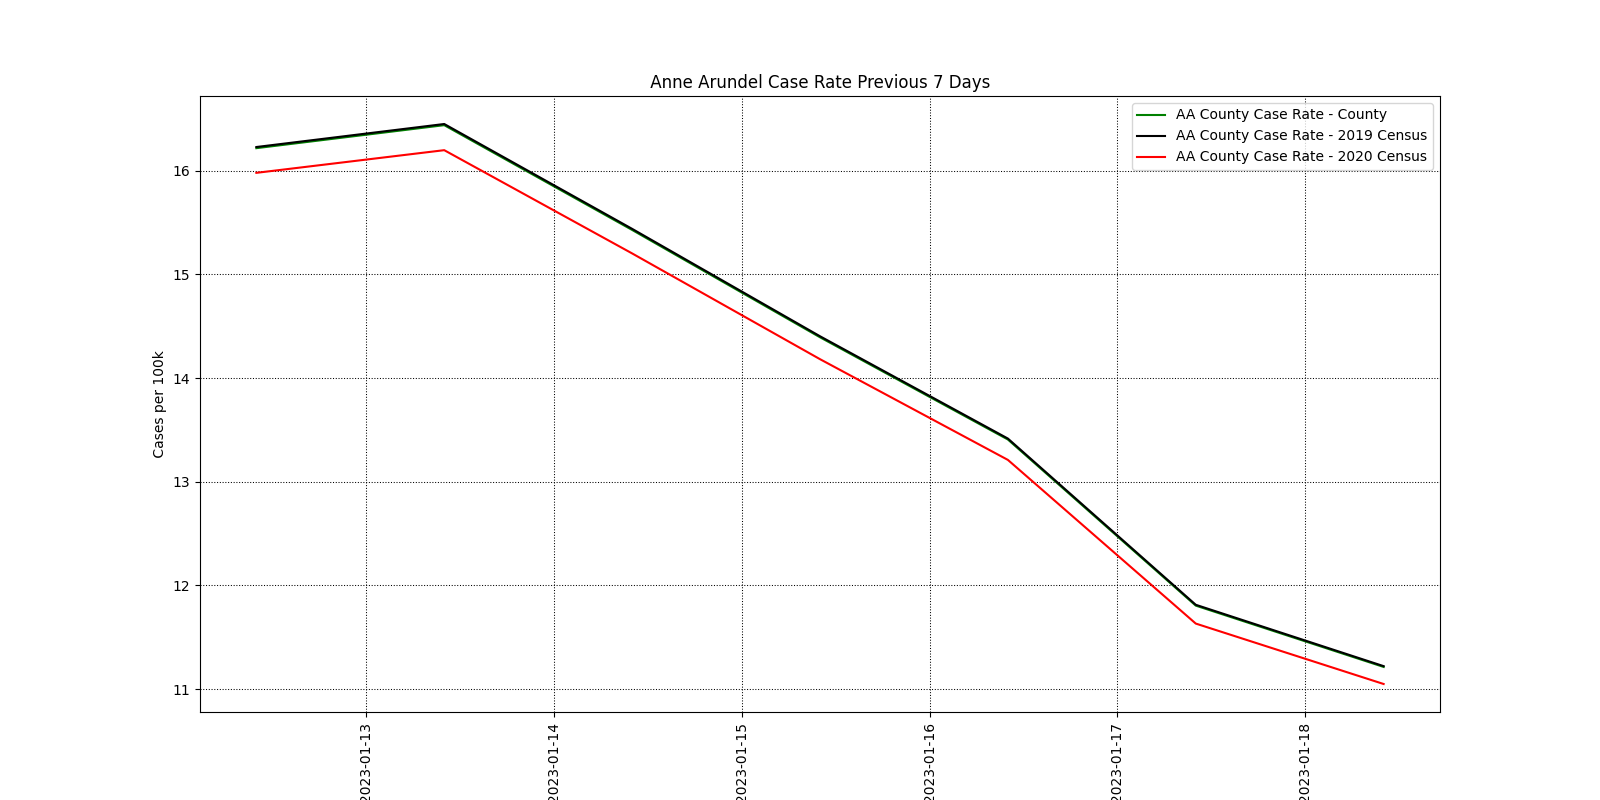 Anne Arundel Case Rate Previous 7 Days
AA County Case Rate - County
AA County Case Rate - 2019 Census
AA County Case Rate - 2020 Census
Cases per 100k
16
15
14
13
12
11
2023-01-13
2023-01-14
2023-01-15
2023-01-16
2023-01-17
2023-01-18